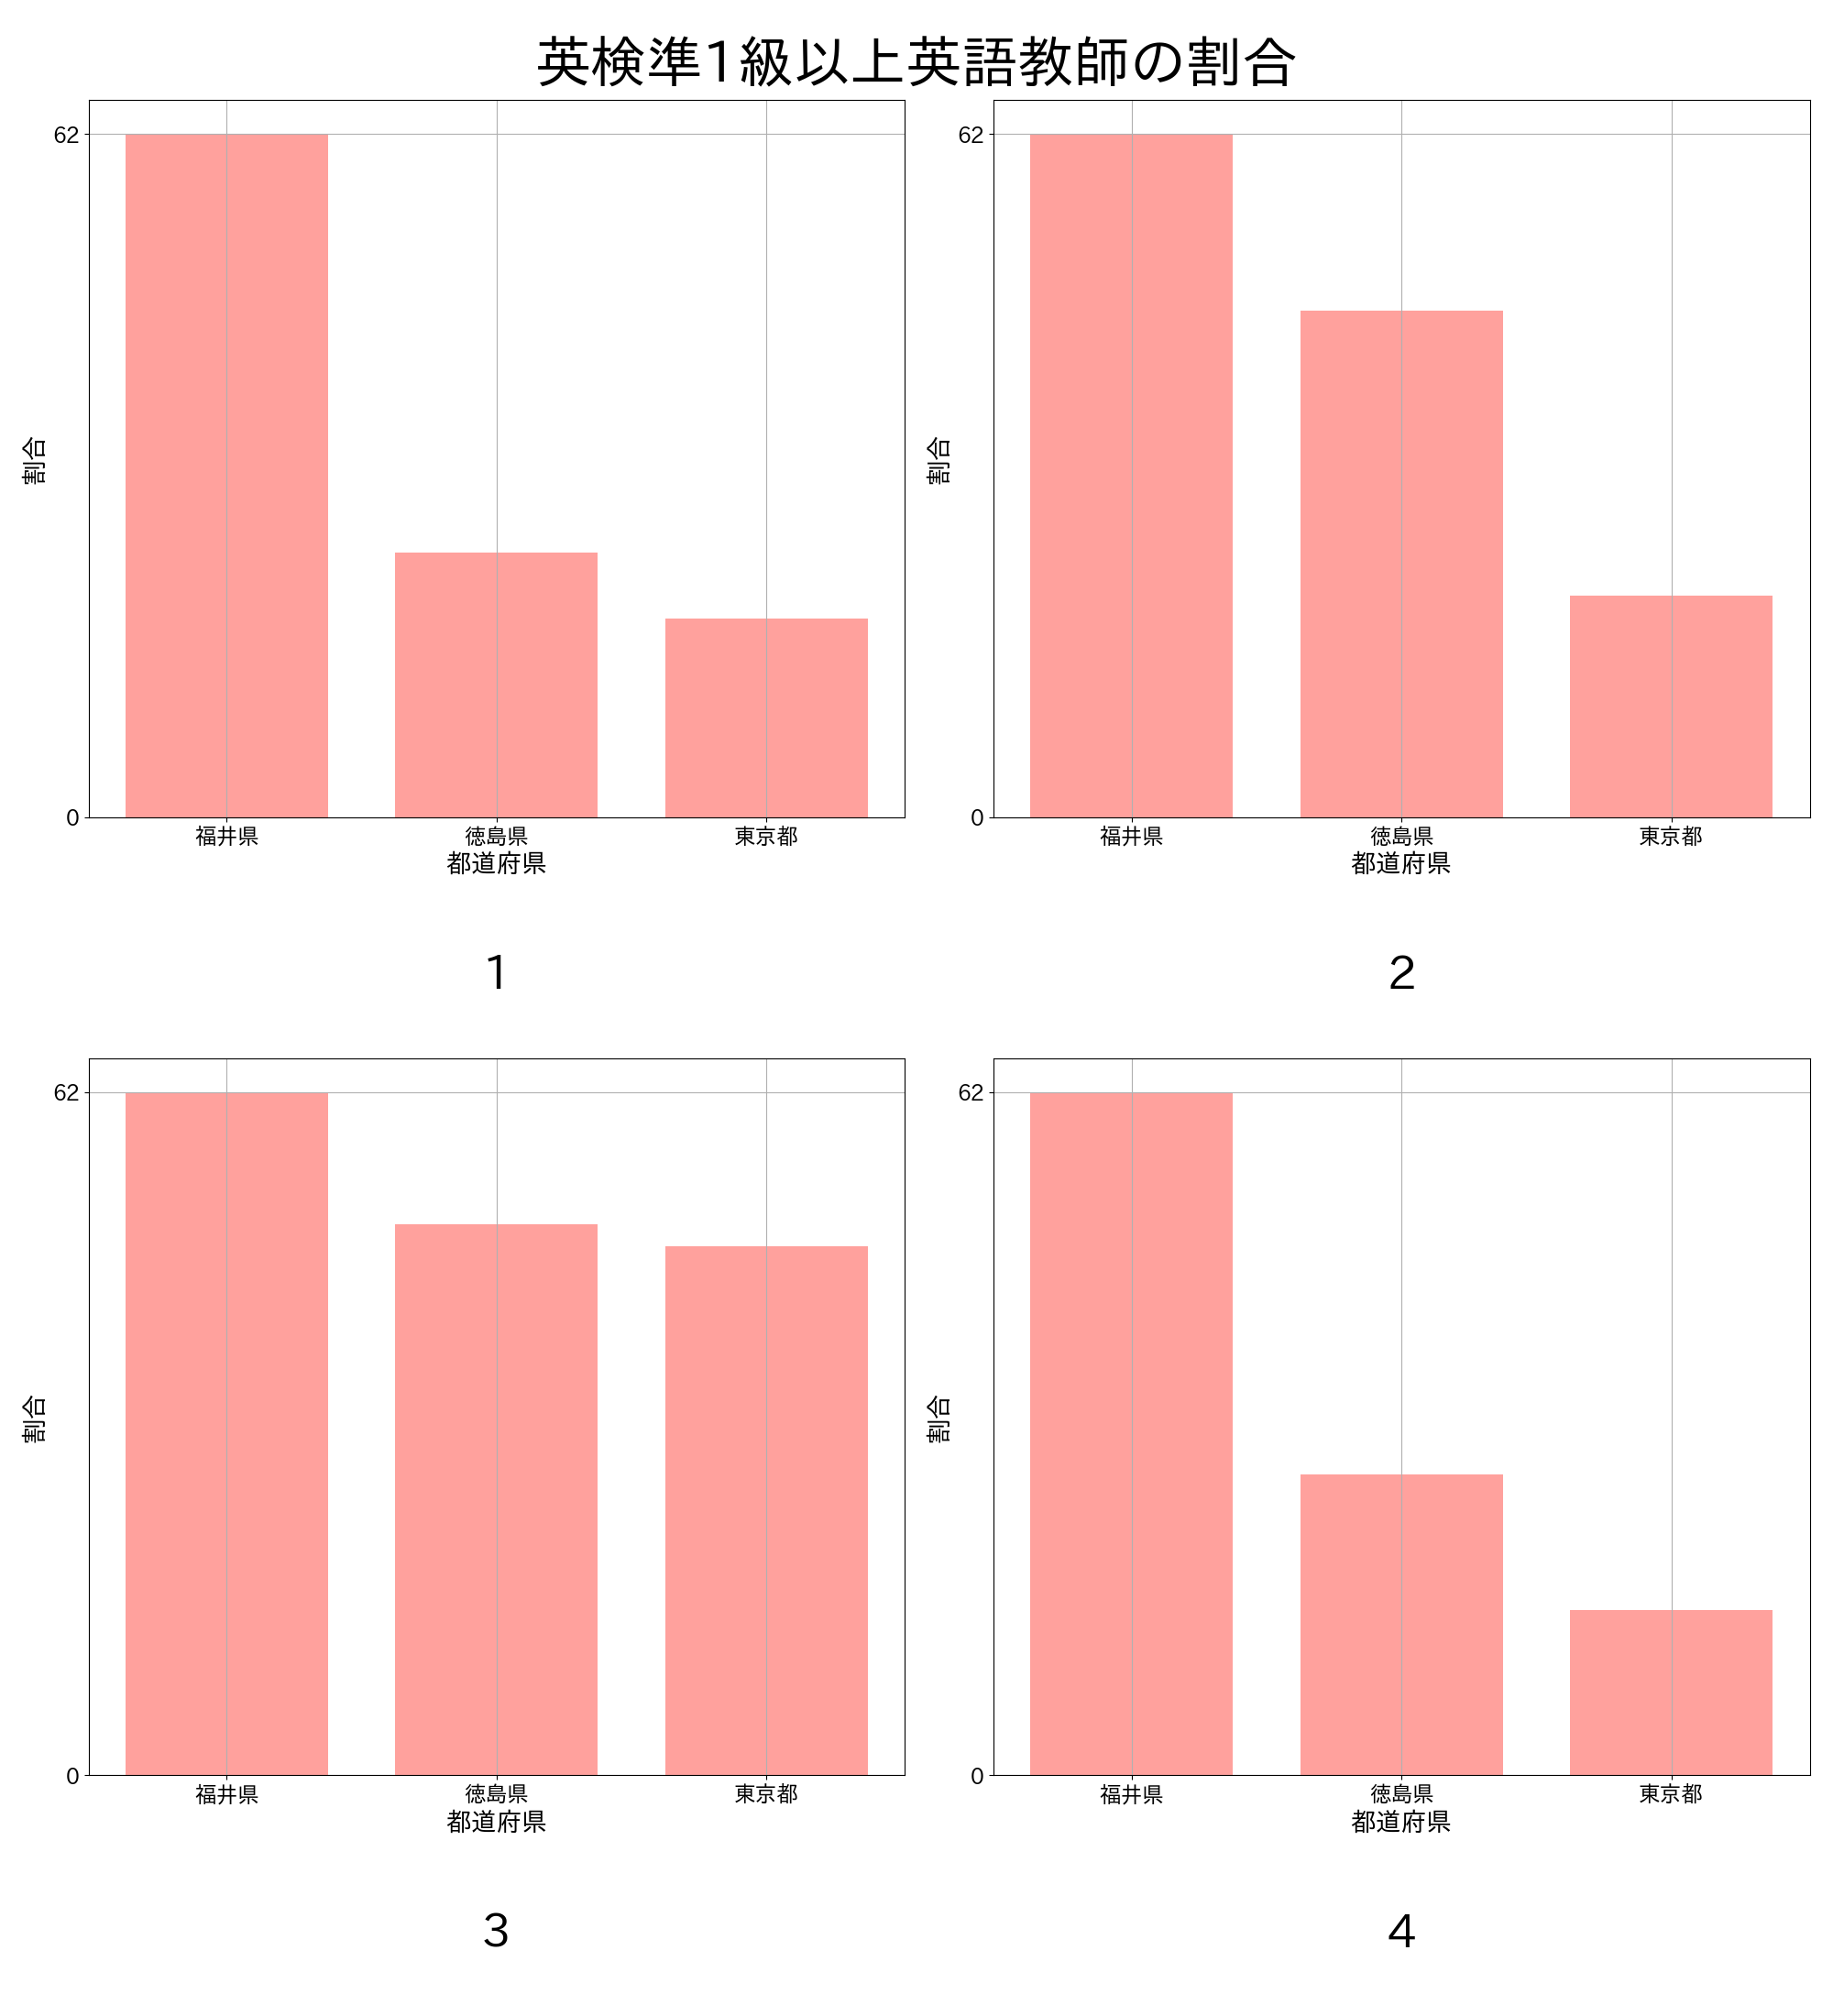 英検準1級以上英語教師の割合
62
割合
0
福井県 徳島県 東京都
都道府県
1
62
割合
0
福井県 徳島県 東京都
都道府県
2
62
割合
0
福井県 徳島県 東京都
都道府県
3
62
割合
0
福井県 徳島県 東京都
都道府県
4